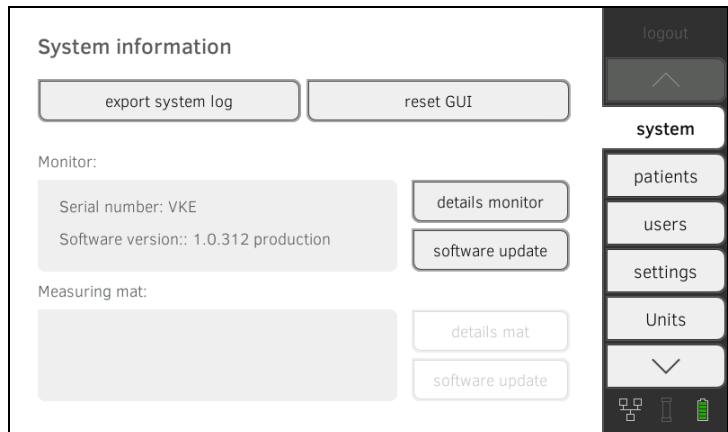 System information
export system log
reset GUI
Monitor:
Serial number: VKE
Software version:: 1.0.312 production
details monitor
software update
Measuring mat:
details mat
software update
logout
system
patients
users
settings
Units